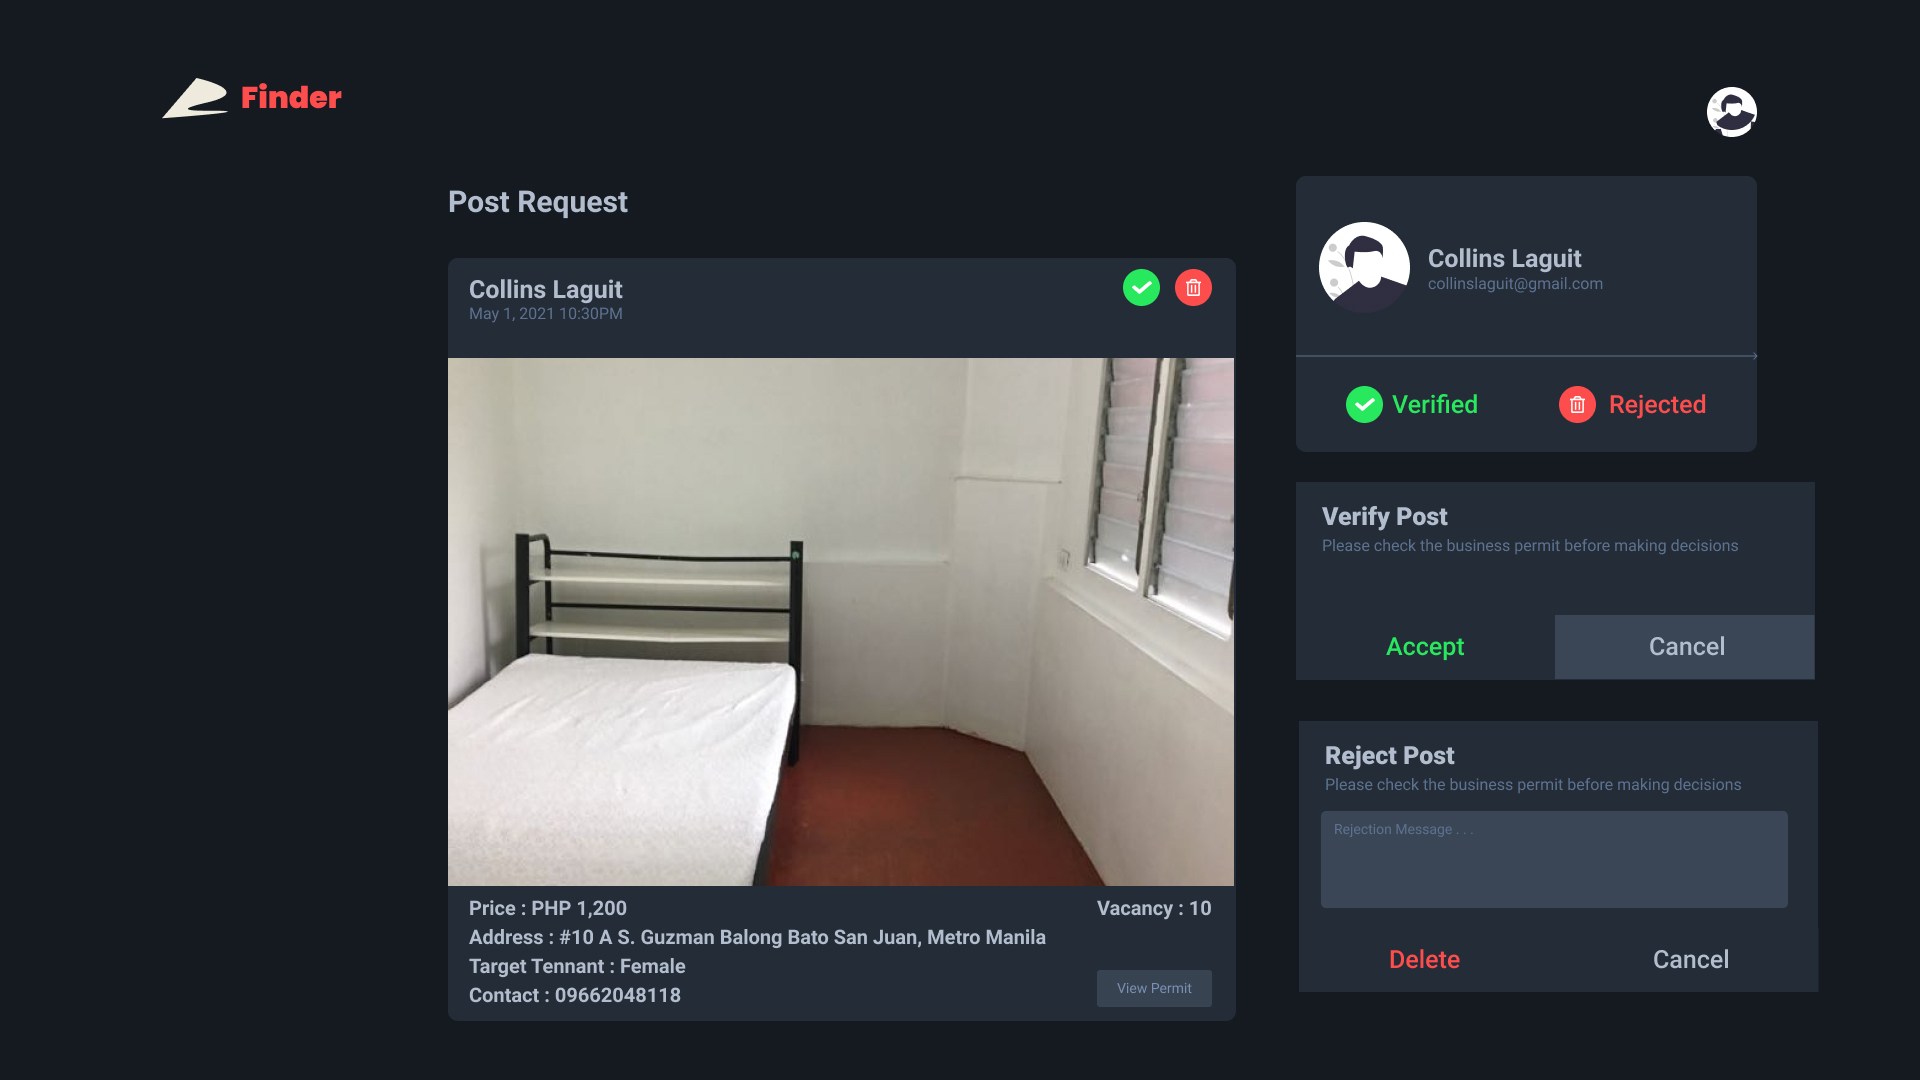 Finder
Post Request
Collins Laguit
May 1, 2021 10:30PM
Price : PHP 1,200
Vacancy : 10
Address : #10 A S. Guzman Balong Bato San Juan, Metro Manila
Target Tennant : Female
Contact : 09662048118
View Permit
Collins Laguit
collinslaguit@gmail.com
Verified
Rejected
Verify Post
Please check the business permit before making decisions
Accept
Cancel
Reject Post
Please check the business permit before making decisions
Rejection Message . . .
Delete
Cancel